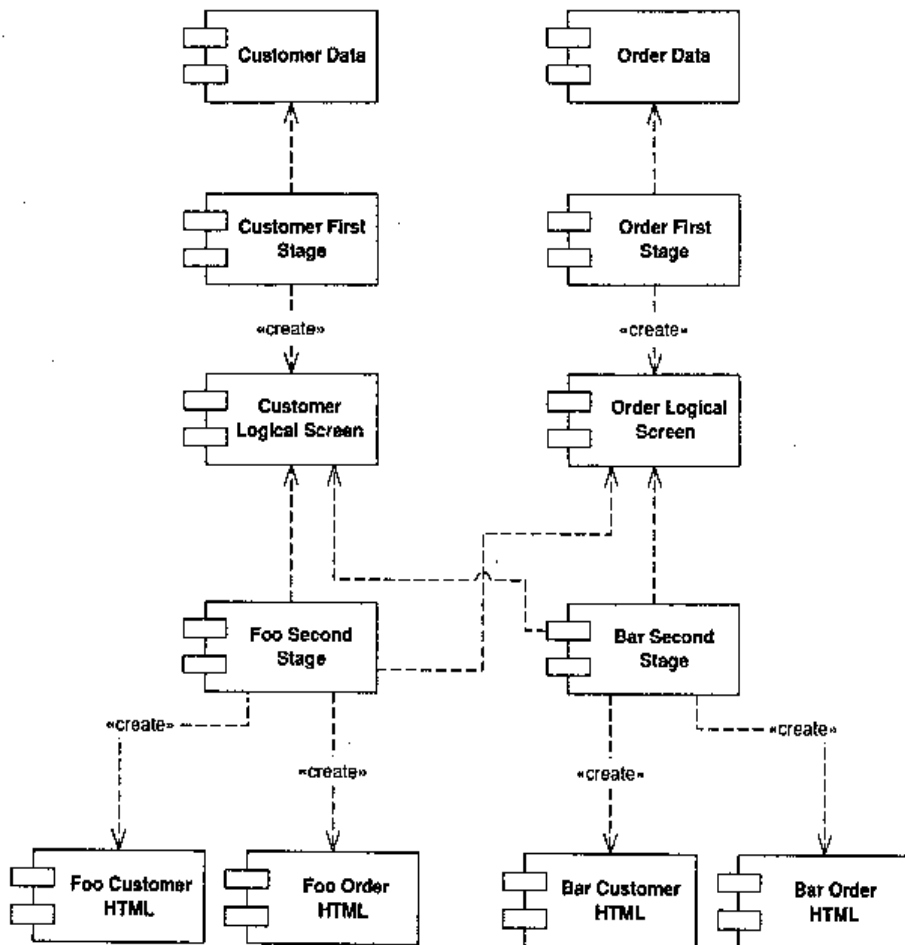 Customer Data
Order Data
Customer First
Stage
Order First
Stage
«create»
«create»
Customer
Logical Screen
Order Logical
Screen
Foo Second
Stage
Bar Second
Stage
«create»
«create»
«create»
«create»
Foo Customer
HTML
Foo Order
HTML
Bar Customer
HTML
Bar Order
HTML